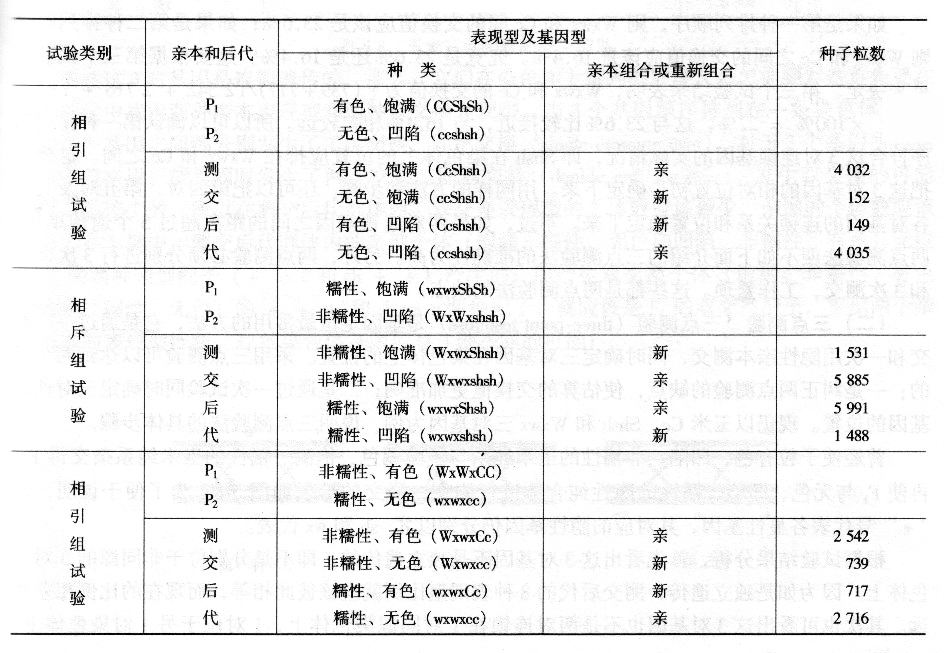 试验类别 亲本和后代 表现型及基因型 种子粒数
种 类 亲本组合或重新组合
相引组试验
P₁ 有色、饱满 (CCShSh)
P₂ 无色、凹陷 (ccshsh)
测 有色、饱满 (CcShsh) 亲 4 032
交 无色、饱满 (ccShsh) 新 152
后 有色、凹陷 (Ccshsh) 新 149
代 无色、凹陷 (ccshsh) 亲 4 035
相斥组试验
P₁ 糯性、饱满 (wxwxShSh)
P₂ 非糯性、凹陷 (WxWxshsh)
测 非糯性、饱满 (WxwxShsh) 新 1 531
交 非糯性、凹陷 (Wxwxshsh) 亲 5 885
后 糯性、饱满 (wxwxShsh) 亲 5 991
代 糯性、凹陷 (wxwxshsh) 新 1 488
相引组试验
P₁ 非糯性、有色 (WxWxCC)
P₂ 糯性、无色 (wxwxcc)
测 非糯性、有色 (WxwxCc) 亲 2 542
交 非糯性、无色 (Wxwxcc) 新 739
后 糯性、有色 (wxwxCc) 新 717
代 糯性、无色 (wxwxcc) 亲 2 716